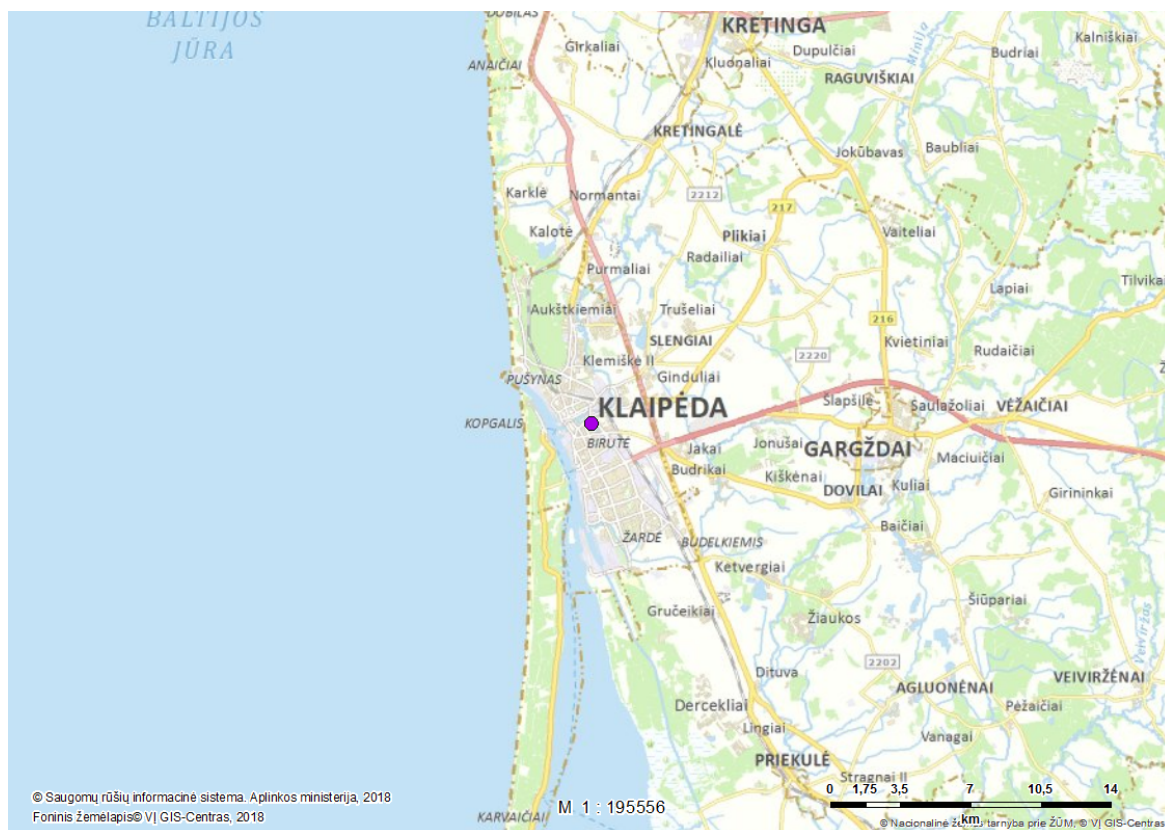 BALTIJOS
JŪRA
DOBILAS
KRETINGA
Girkaliai
Kluonaliai
Dupulčiai
Minija
Budriai
Kalniškiai
ANAIČIAI
RAGUVIŠKIAI
KRETINGALĖ
Jokūbavas
Baubliai
Karklė
Normantai
2212
217
Kalotė
Plikiai
Vaiteliai
Radailiai
Purmaliai
Lapiai
Tilvikai
Aukštkiemiai
Trušeliai
216
SLENGIAI
Kvietiniai
Rudaičiai
2220
Klemiškė II
PUŠYNAS
Ginduliai
KLAIPĖDA
Šlapšilė
Saulažoliai
VĖŽAIČIAI
KOPGALIS
BIRUTĖ
Jakai
Jonušai
GARGŽDAI
Maciuičiai
Budrikai
Kiškėnai
DOVILAI
Kuliai
Girininkai
Baičiai
ŽARDĖ
BUDELKIEMIS
Ketvergiai
Šiūpariai
Gručeikiai
Žiaukos
Veiviržas
2202
Dituva
AGLUONĖNAI
VEIVIRŽĖNAI
Dercekliai
Pėžaičiai
Lingiai
Vanagai
PRIEKULĖ
Stragnai II
KARVAIČIAI
© Saugomų rūšių informacinė sistema. Aplinkos ministerija, 2018
Foninis žemėlapis© VĮ GIS-Centras, 2018
M 1 : 195556
0 1,75 3,5 7 10,5 14
km
© Nacionalinė žemės tarnyba prie ŽŪM, © VĮ GIS-Centras